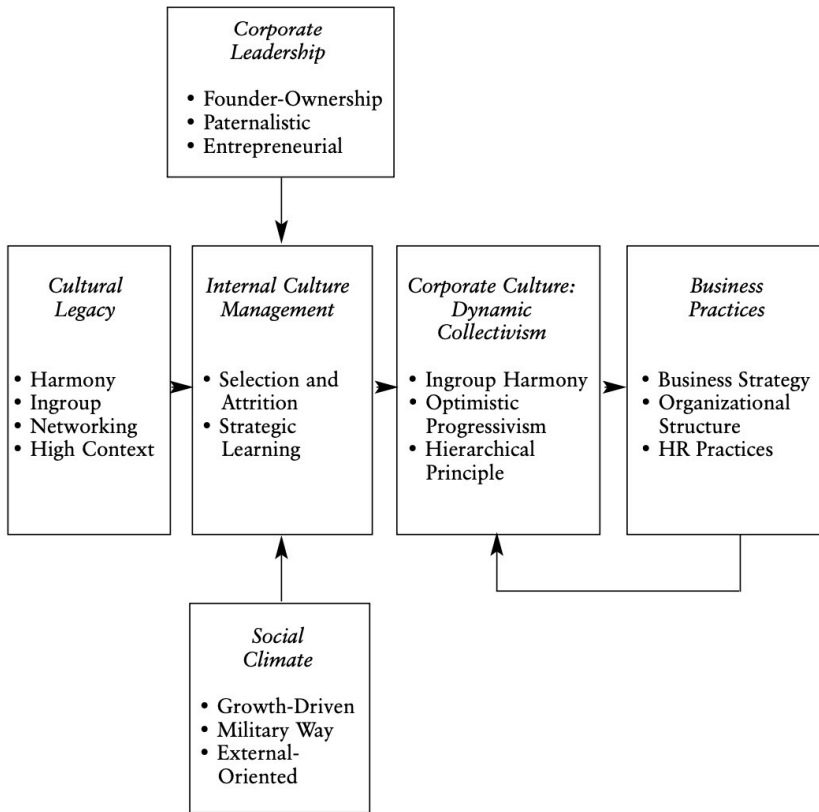 Corporate
Leadership
• Founder-Ownership
• Paternalistic
• Entrepreneurial
Cultural
Legacy
• Harmony
• Ingroup
• Networking
• High Context
Internal Culture
Management
• Selection and
Attrition
• Strategic
Learning
Corporate Culture:
Dynamic
Collectivism
• Ingroup Harmony
• Optimistic
Progressivism
• Hierarchical
Principle
Business
Practices
• Business Strategy
• Organizational
Structure
• HR Practices
Social
Climate
• Growth-Driven
• Military Way
• External-
Oriented